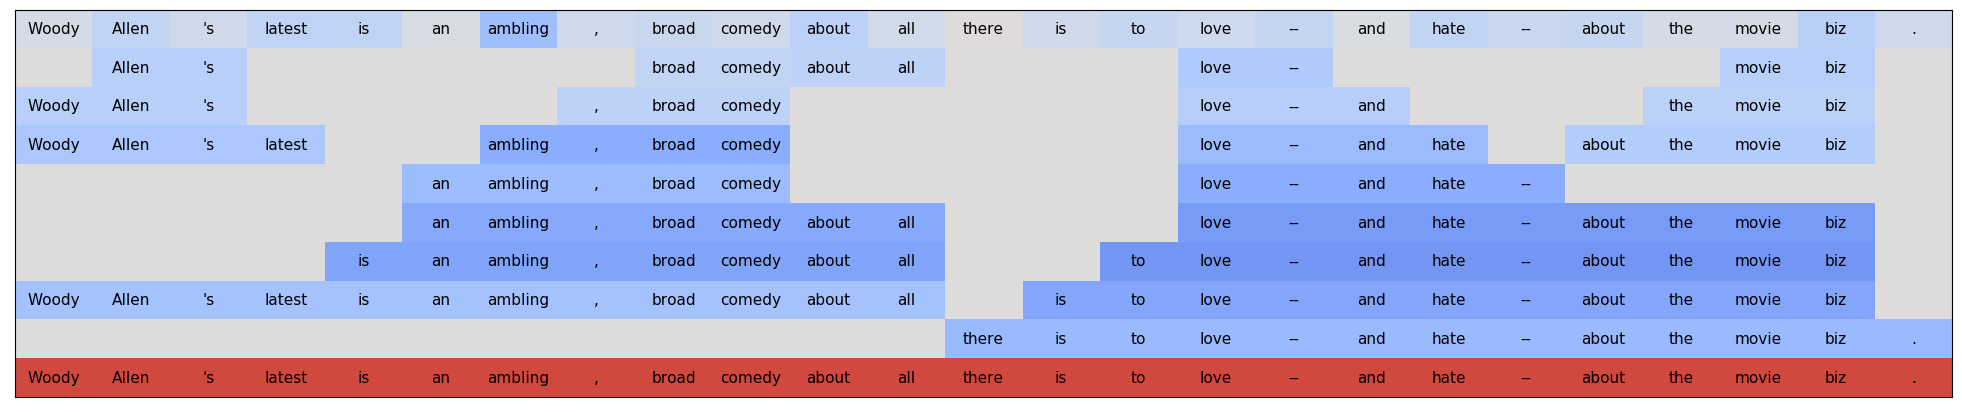 Woody Allen 's latest is an ambling , broad comedy about all there is to love -- and hate -- about the movie biz .
Allen 's broad comedy about all love -- movie biz
Woody Allen 's , broad comedy love -- and the movie biz
Woody Allen 's latest ambling , broad comedy love -- and hate about the movie biz
an ambling , broad comedy love -- and hate --
an ambling , broad comedy about all love -- and hate -- about the movie biz
is an ambling , broad comedy about all to love -- and hate -- about the movie biz
Woody Allen 's latest is an ambling , broad comedy about all is to love -- and hate -- about the movie biz
there is to love -- and hate -- about the movie biz .
Woody Allen 's latest is an ambling , broad comedy about all there is to love -- and hate -- about the movie biz .